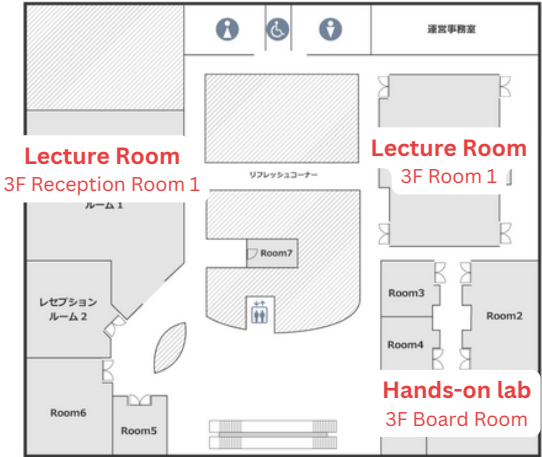 運営事務室
Lecture Room
3F Reception Room 1
ルーム 1
Lecture Room
3F Room 1
リフレッシュコーナー
Room7
レセプション
ルーム 2
Room3
Room2
Room4
Room6
Room5
Hands-on lab
3F Board Room